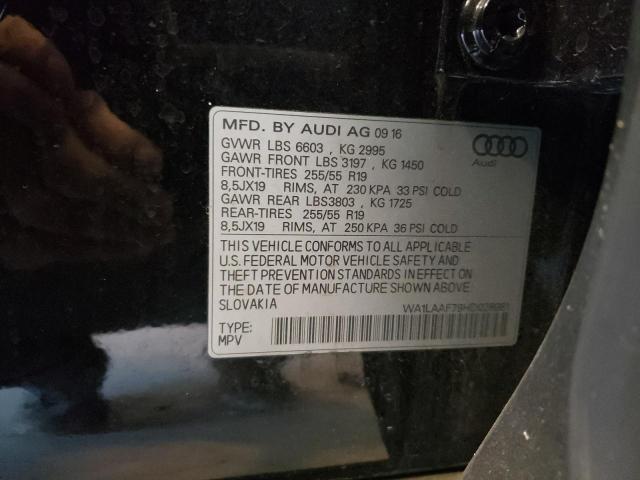 MFD. BY AUDI AG 09 16
GVWR LBS 6603 , KG 2995
GAWR FRONT LBS 3197 , KG 1450
FRONT-TIRES 255/55 R19
8,5JX19 RIMS, AT 230 KPA 33 PSI COLD
GAWR REAR LBS3803 , KG 1725
REAR-TIRES 255/55 R19
8,5JX19 RIMS, AT 250 KPA 36 PSI COLD
Audi
THIS VEHICLE CONFORMS TO ALL APPLICABLE
U.S. FEDERAL MOTOR VEHICLE SAFETY AND
THEFT PREVENTION STANDARDS IN EFFECT ON
THE DATE OF MANUFACTURE SHOWN ABOVE.
SLOVAKIA
TYPE:
MPV